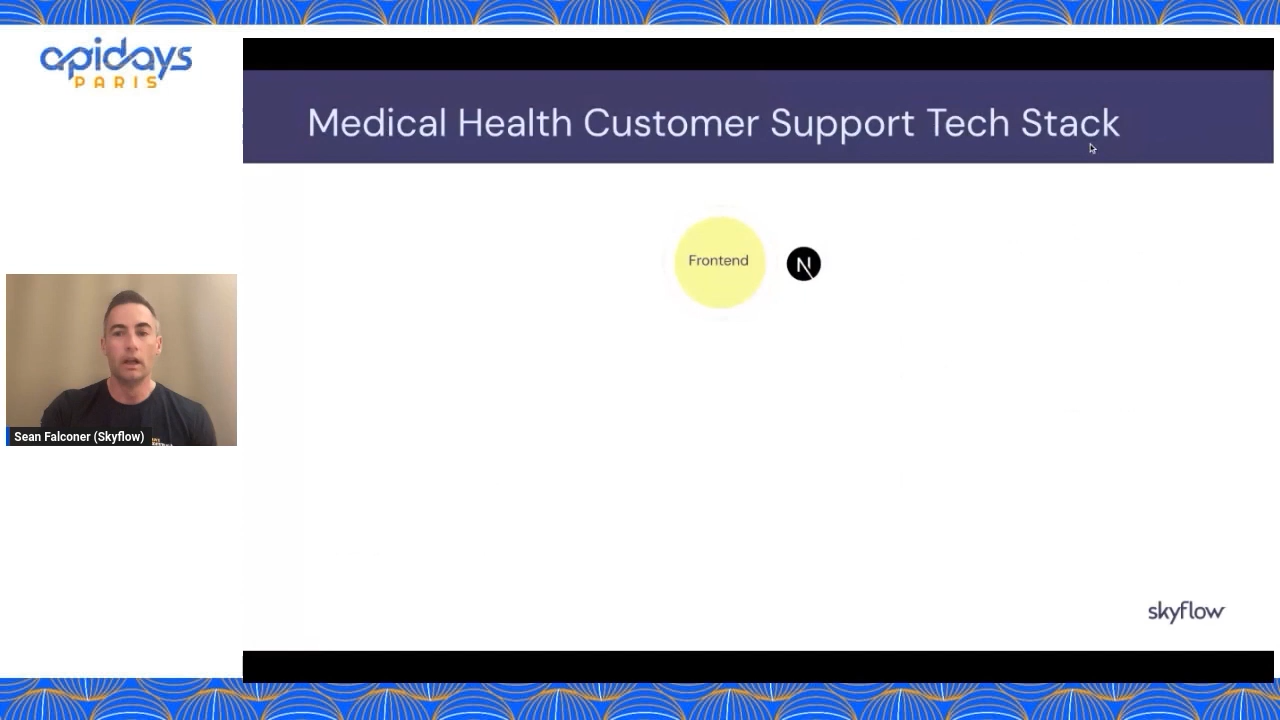 apidays
PARIS
Medical Health Customer Support Tech Stack
Frontend
N
Sean Falconer (Skyflow)
skyflow